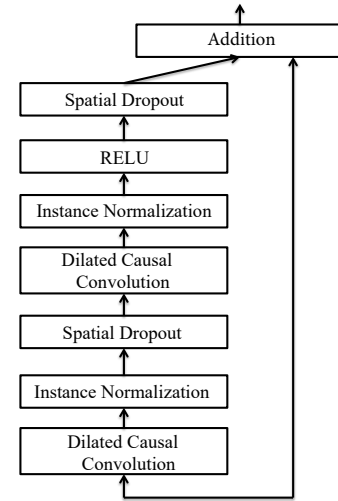 Addition
Spatial Dropout
RELU
Instance Normalization
Dilated Causal
Convolution
Spatial Dropout
Instance Normalization
Dilated Causal
Convolution